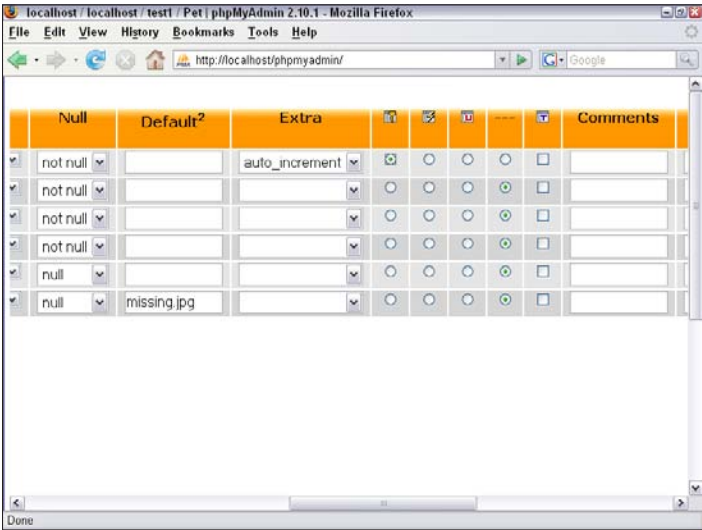 localhost / localhost / test1 / Pet | phpMyAdmin 2.10.1 - Mozilla Firefox
File Edit View History Bookmarks Tools Help
http://localhost/phpmyadmin/ G Google
Null Default² Extra U --- T Comments
not null auto_increment
not null
not null
not null
null
null missing.jpg
Done